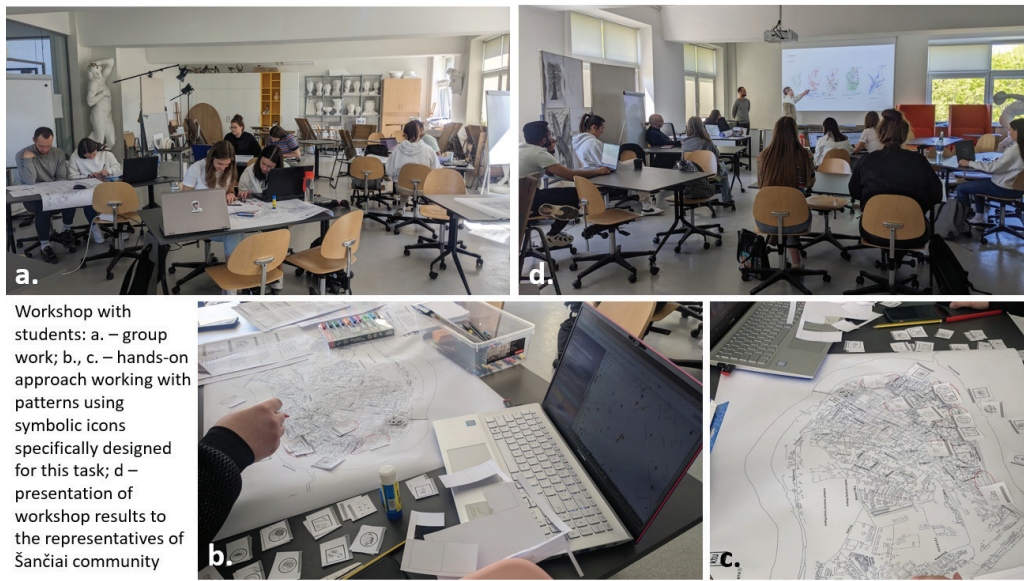 a.
d.
Workshop with
students: a. – group
work; b., c. – hands-on
approach working with
patterns using
symbolic icons
specifically designed
for this task; d –
presentation of
workshop results to
the representatives of
Šančiai community
b.
c.